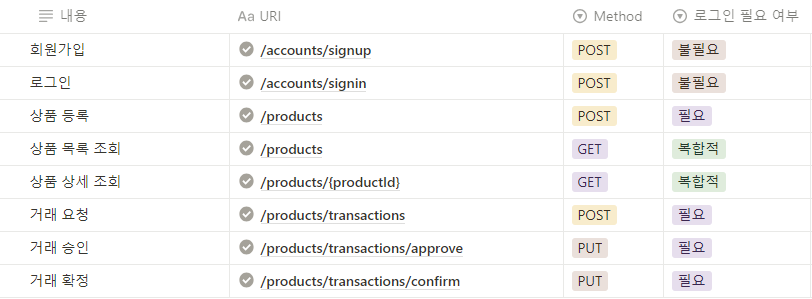 내용 Aa URI Method 로그인 필요 여부
회원가입 /accounts/signup POST 불필요
로그인 /accounts/signin POST 불필요
상품 등록 /products POST 필요
상품 목록 조회 /products GET 복합적
상품 상세 조회 /products/{productId} GET 복합적
거래 요청 /products/transactions POST 필요
거래 승인 /products/transactions/approve PUT 필요
거래 확정 /products/transactions/confirm PUT 필요